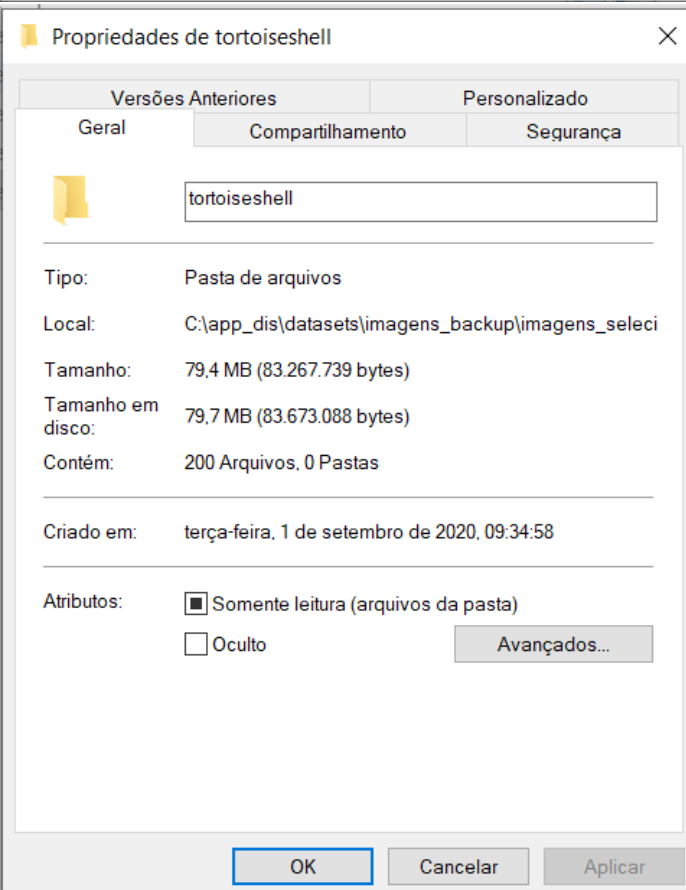 Propriedades de tortoiseshell
Versões Anteriores Personalizado
Geral Compartilhamento Segurança
tortoiseshell
Tipo: Pasta de arquivos
Local: C:\app_dis\datasets\imagens_backup\imagens_seleci
Tamanho: 79,4 MB (83.267.739 bytes)
Tamanho em
disco: 79,7 MB (83.673.088 bytes)
Contém: 200 Arquivos, 0 Pastas
Criado em: terça-feira, 1 de setembro de 2020, 09:34:58
Atributos: Somente leitura (arquivos da pasta)
Oculto Avançados...
OK Cancelar Aplicar